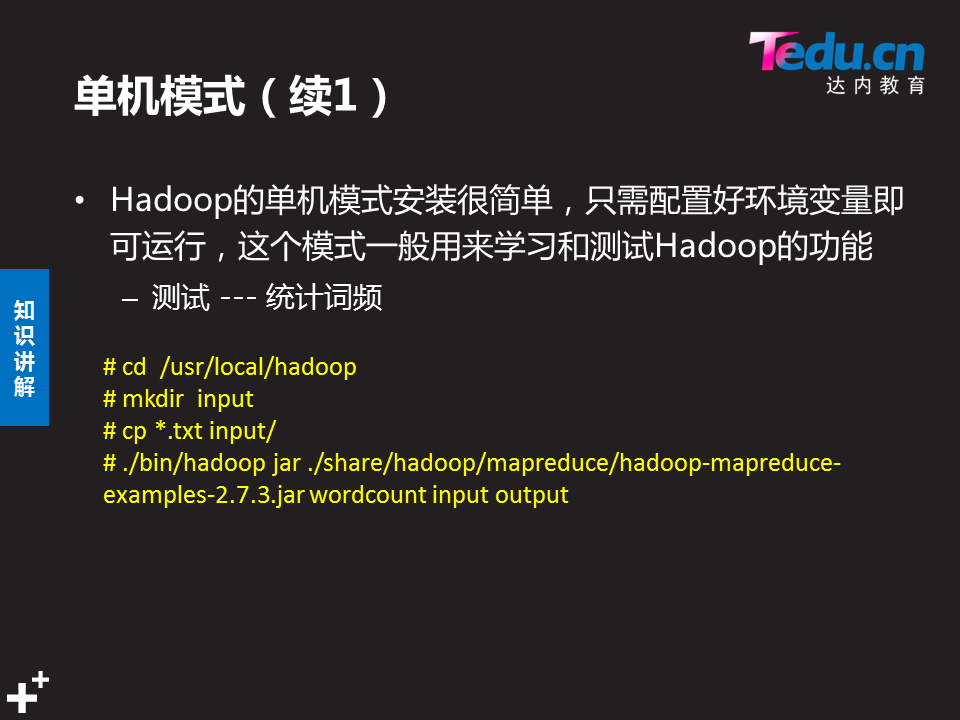 Tedu.cn
达内教育
单机模式（续1）
• Hadoop的单机模式安装很简单，只需配置好环境变量即
可运行，这个模式一般用来学习和测试Hadoop的功能
– 测试 --- 统计词频
知
识
讲
解
# cd  /usr/local/hadoop
# mkdir  input
# cp *.txt input/
# ./bin/hadoop jar ./share/hadoop/mapreduce/hadoop-mapreduce-
examples-2.7.3.jar wordcount input output